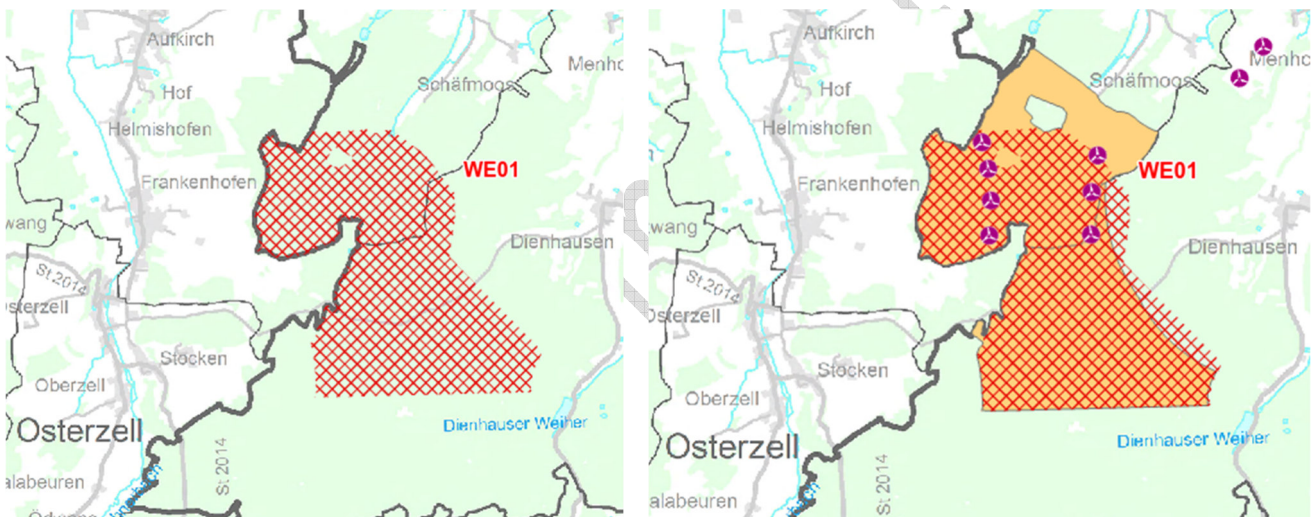 Aufkirch
Schäfmoos
Menhc
Hof
Helmishofen
WE01
Frankenhofen
wang
Dienhausen
St 2014
sterzell
Stocken
Oberzell
Osterzell
Dienhauser Weiher
St 2014
alabeuren
Aufkirch
Schäfmoos
Menhc
Hof
Helmishofen
WE01
Frankenhofen
wang
Dienhausen
St 2014
Osterzell
Stocken
Oberzell
Osterzell
Dienhauser Weiher
St 2014
alabeuren